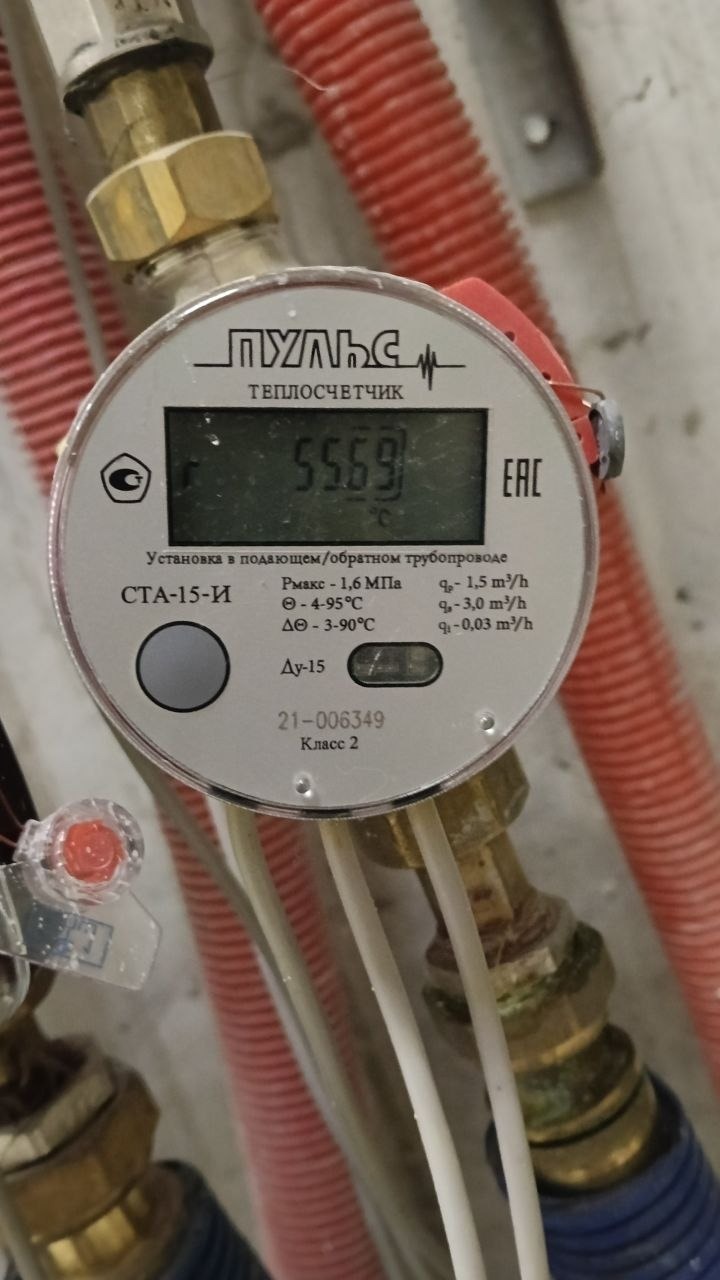 ПУЛЬС
ТЕПЛОСЧЕТЧИК
55.69
°C
ЕАС
Установка в подающем/обратном трубопроводе
СТА-15-И
Рмакс - 1,6 МПа
qₚ - 1,5 m³/h
Θ - 4-95°C
qₛ - 3,0 m³/h
ΔΘ - 3-90°C
qᵢ - 0,03 m³/h
Ду-15
21-006349
Класс 2